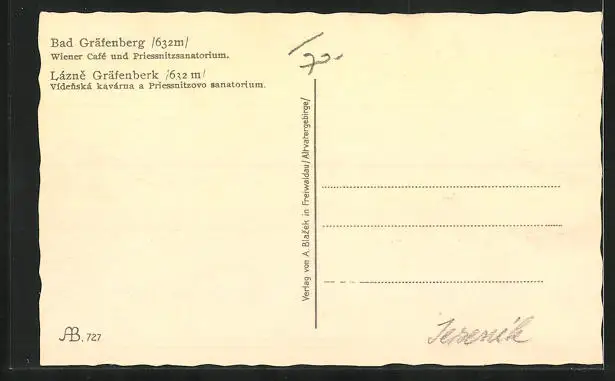 Bad Gräfenberg /632m/
Wiener Café und Priessnitzsanatorium.
Lázně Gräfenberk /632 m/
Vídeňská kavárna a Priessnitzovo sanatorium.
70.-
Verlag von A. Blažek in Freiwaldau/Altvatergebirge/
AB. 727
Jeseník